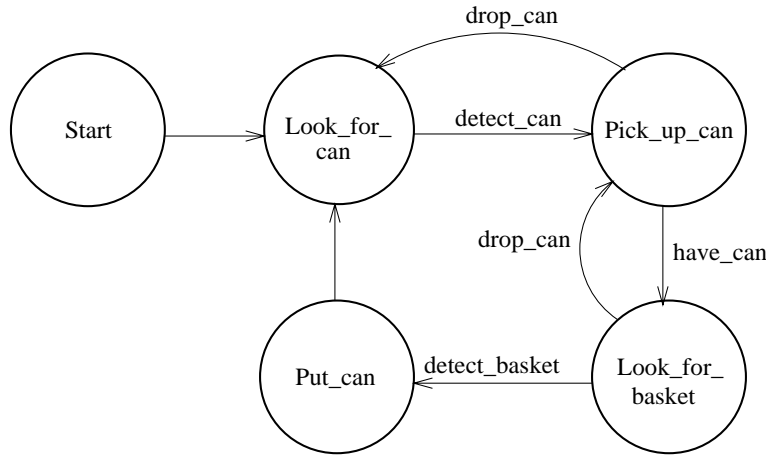 drop_can
Start
Look_for_
can
detect_can
Pick_up_can
drop_can
have_can
Put_can
detect_basket
Look_for_
basket